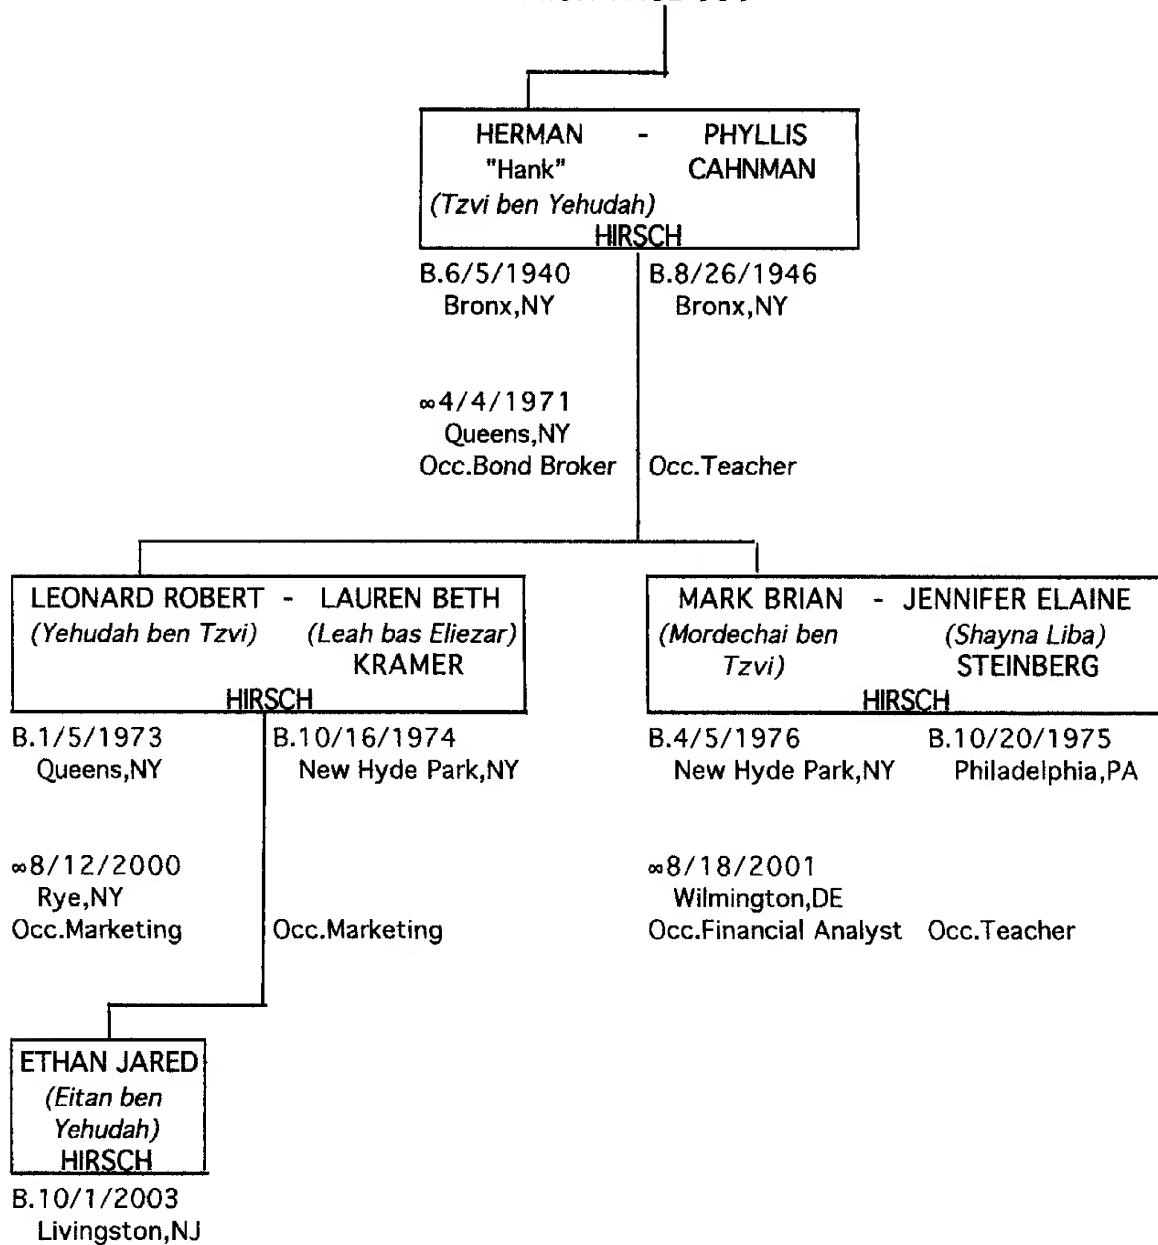 HERMAN - PHYLLIS
"Hank" CAHNMAN
(Tzvi ben Yehudah)
HIRSCH
B.6/5/1940 B.8/26/1946
Bronx,NY Bronx,NY
∞4/4/1971
Queens,NY
Occ.Bond Broker Occ.Teacher
LEONARD ROBERT - LAUREN BETH
(Yehudah ben Tzvi) (Leah bas Eliezar)
KRAMER
HIRSCH
B.1/5/1973 B.10/16/1974
Queens,NY New Hyde Park,NY
∞8/12/2000
Rye,NY
Occ.Marketing Occ.Marketing
MARK BRIAN - JENNIFER ELAINE
(Mordechai ben (Shayna Liba)
Tzvi) STEINBERG
HIRSCH
B.4/5/1976 B.10/20/1975
New Hyde Park,NY Philadelphia,PA
∞8/18/2001
Wilmington,DE
Occ.Financial Analyst Occ.Teacher
ETHAN JARED
(Eitan ben
Yehudah)
HIRSCH
B.10/1/2003
Livingston,NJ